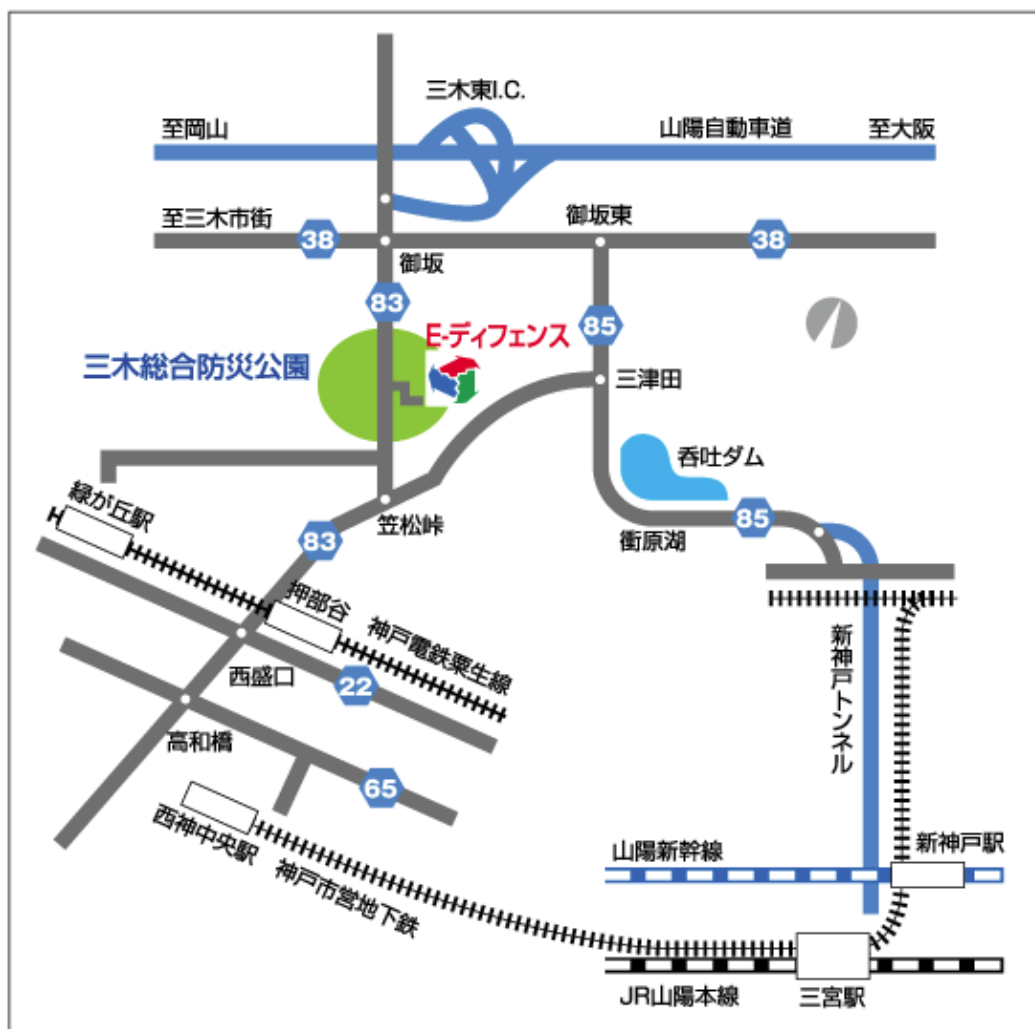 三木東I.C.
至岡山
山陽自動車道
至大阪
至三木市街
御坂東
38
38
御坂
83
85
E-ディフェンス
三木総合防災公園
三津田
呑吐ダム
緑が丘駅
笠松峠
83
85
衝原湖
押部谷
神戸電鉄粟生線
西盛口
22
新神戸トンネル
高和橋
65
西神中央駅
神戸市営地下鉄
山陽新幹線
新神戸駅
JR山陽本線
三宮駅